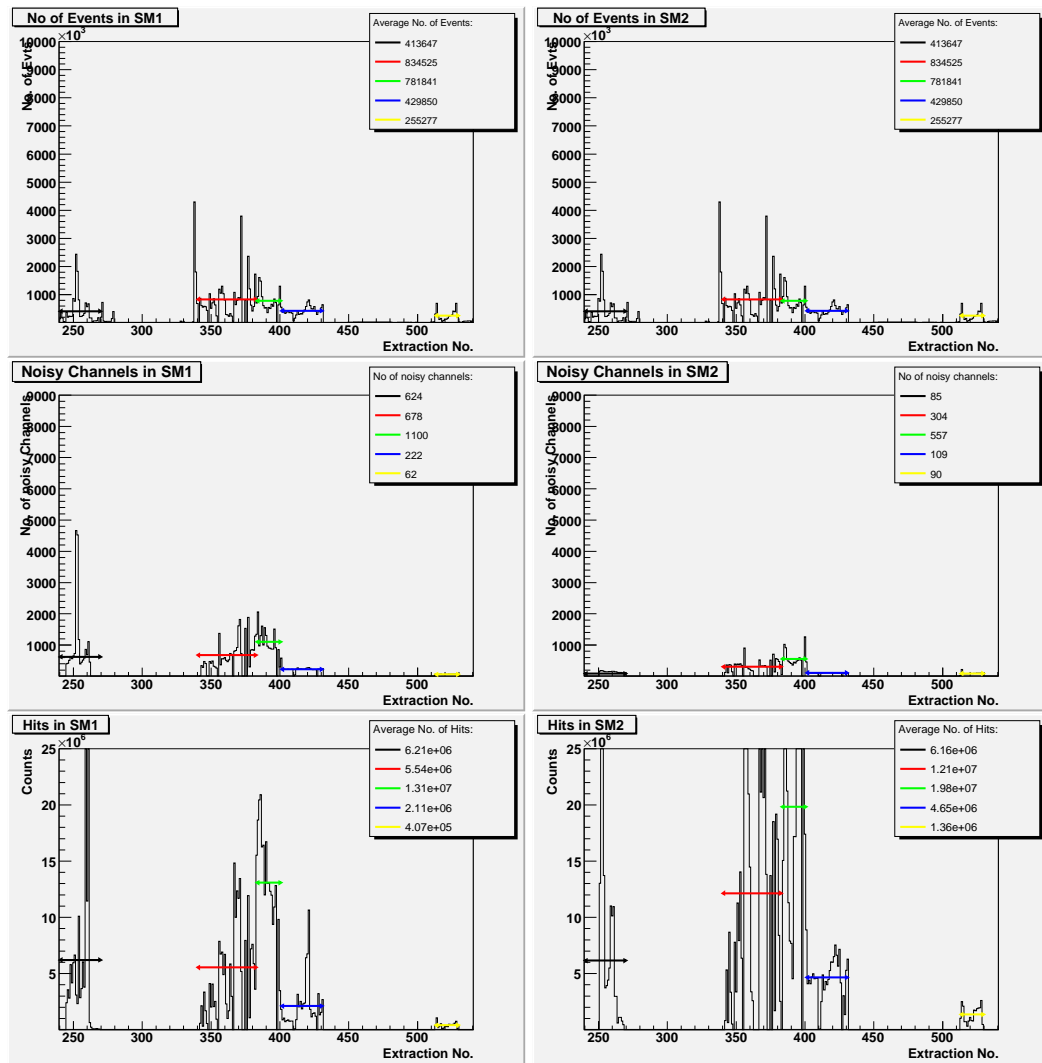 No of Events in SM1
×10³
No. of Evts
10000
9000
8000
7000
6000
5000
4000
3000
2000
1000
250 300 350 400 450 500
Extraction No.
Average No. of Events:
413647
834525
781841
429850
255277
No of Events in SM2
×10³
No. of Evts
10000
9000
8000
7000
6000
5000
4000
3000
2000
1000
250 300 350 400 450 500
Extraction No.
Average No. of Events:
413647
834525
781841
429850
255277
Noisy Channels in SM1
No. of noisy Channels
9000
8000
7000
6000
5000
4000
3000
2000
1000
250 300 350 400 450 500
Extraction No.
No of noisy channels:
624
678
1100
222
62
Noisy Channels in SM2
No. of noisy Channels
9000
8000
7000
6000
5000
4000
3000
2000
1000
250 300 350 400 450 500
Extraction No.
No of noisy channels:
85
304
557
109
90
Hits in SM1
×10⁶
Counts
25
20
15
10
5
250 300 350 400 450 500
Extraction No.
Average No. of Hits:
6.21e+06
5.54e+06
1.31e+07
2.11e+06
4.07e+05
Hits in SM2
×10⁶
Counts
25
20
15
10
5
250 300 350 400 450 500
Extraction No.
Average No. of Hits:
6.16e+06
1.21e+07
1.98e+07
4.65e+06
1.36e+06